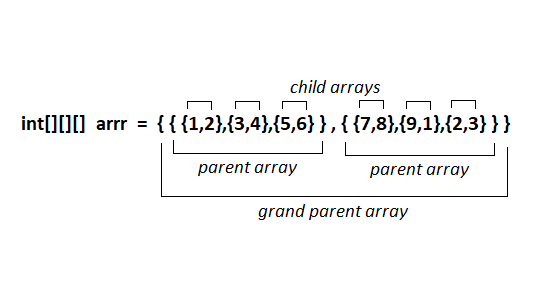 child arrays
int[][][] arrr = { { {1,2},{3,4},{5,6} } , { {7,8},{9,1},{2,3} } }
parent array parent array
grand parent array